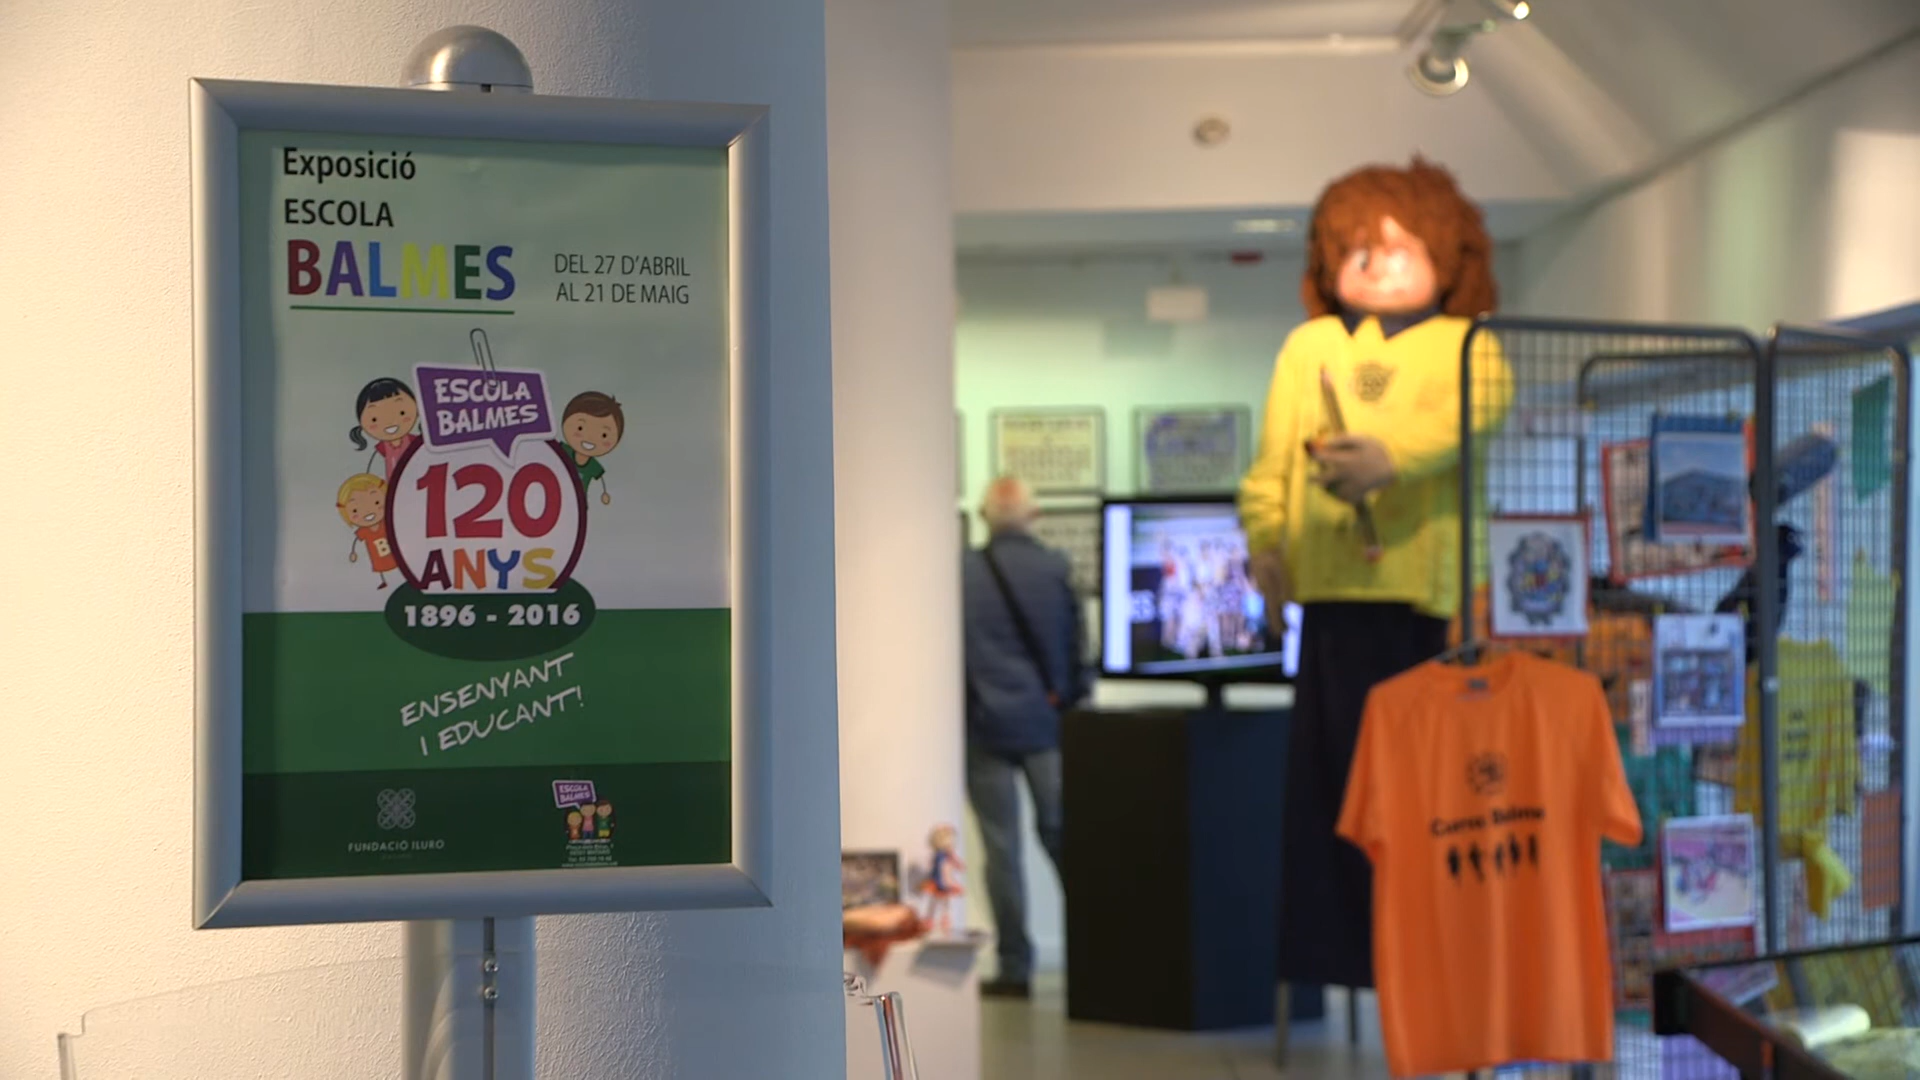 Exposició
ESCOLA
BALMES
DEL 27 D'ABRIL
AL 21 DE MAIG
ESCOLA
BALMES
120
ANYS
1896 - 2016
ENSENYANT
I EDUCANT!
FUNDACIÓ ILURO
ESCOLA
BALMES